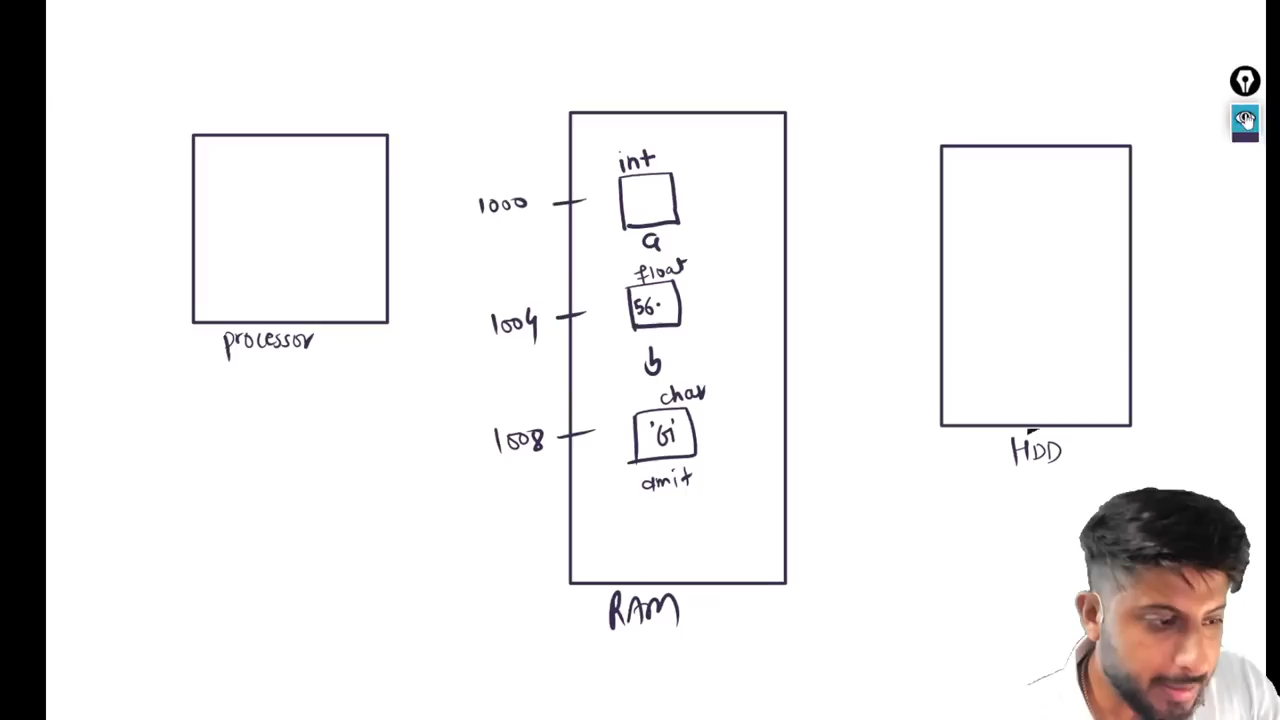 int
1000
a
float
56.
1004
b
char
1008
'G'
amit
processor
HDD
RAM